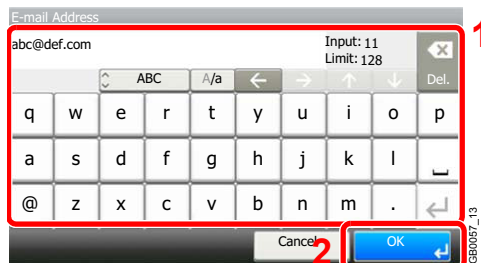 E-mail Address
1
abc@def.com Input: 11
Limit: 128
ABC A/a ← → ↑ ↓ Del.
q w e r t y u i o p
a s d f g h j k l
@ z x c v b n m .
Cancel 2 OK
GB0057_13